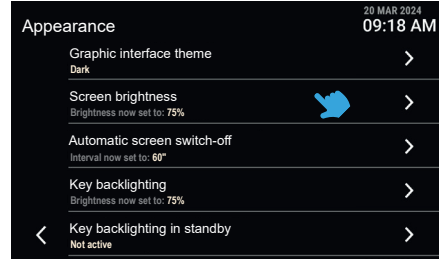 20 MAR 2024
Appearance
09:18 AM
Graphic interface theme
Dark
Screen brightness
Brightness now set to: 75%
Automatic screen switch-off
Interval now set to: 60"
Key backlighting
Brightness now set to: 75%
Key backlighting in standby
Not active